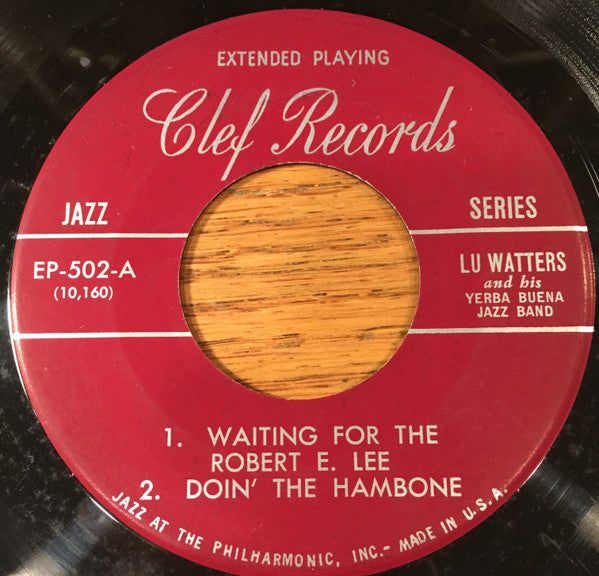 EXTENDED PLAYING
Clef Records
JAZZ
SERIES
EP-502-A
(10,160)
LU WATTERS
and his
YERBA BUENA
JAZZ BAND
1. WAITING FOR THE
ROBERT E. LEE
2. DOIN' THE HAMBONE
JAZZ AT THE PHILHARMONIC, INC.- MADE IN U.S.A.